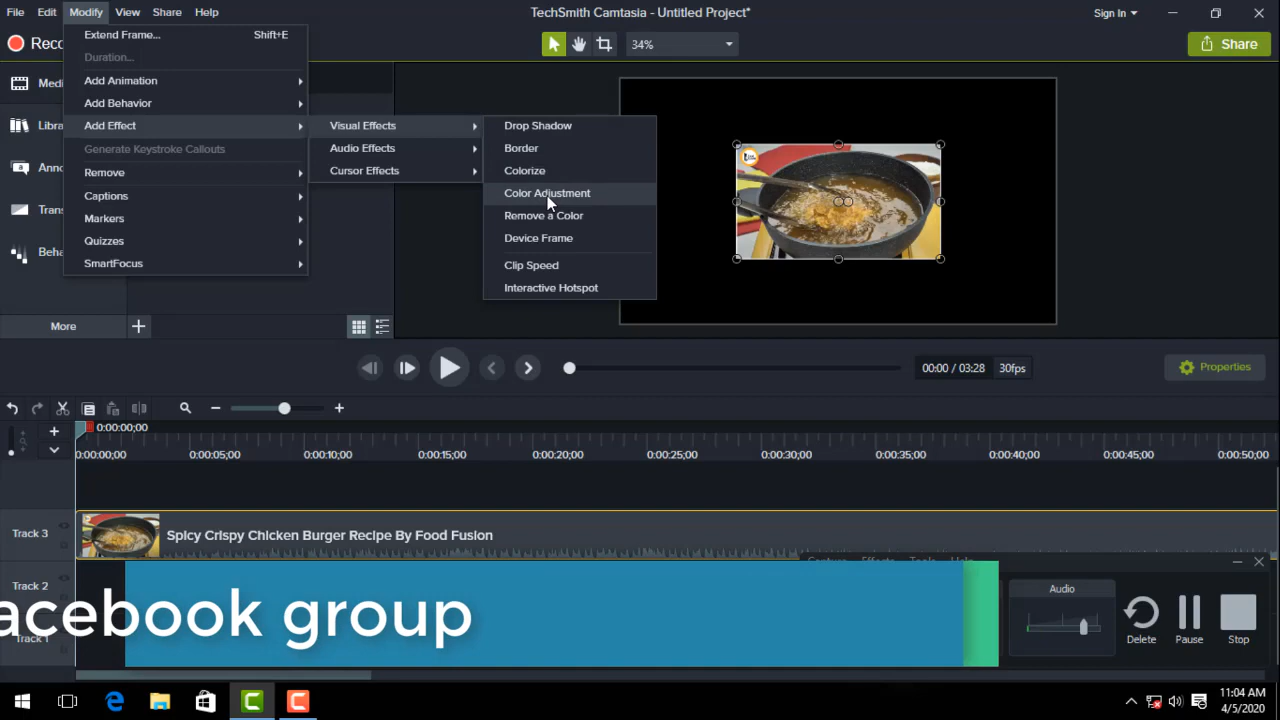 File Edit Modify View Share Help
TechSmith Camtasia - Untitled Project*
Sign In
Extend Frame... Shift+E
Duration...
Add Animation
Add Behavior
Add Effect
Generate Keystroke Callouts
Remove
Captions
Markers
Quizzes
SmartFocus
Visual Effects
Audio Effects
Cursor Effects
Drop Shadow
Border
Colorize
Color Adjustment
Remove a Color
Device Frame
Clip Speed
Interactive Hotspot
34%
Share
More
00:00 / 03:28 30fps
Properties
0:00:00;00
0:00:00;00 0:00:05;00 0:00:10;00 0:00:15;00 0:00:20;00 0:00:25;00 0:00:30;00 0:00:35;00 0:00:40;00 0:00:45;00 0:00:50;00
Track 3
Spicy Crispy Chicken Burger Recipe By Food Fusion
Track 2
Track 1
acebook group
Audio
Delete Pause Stop
11:04 AM
4/5/2020